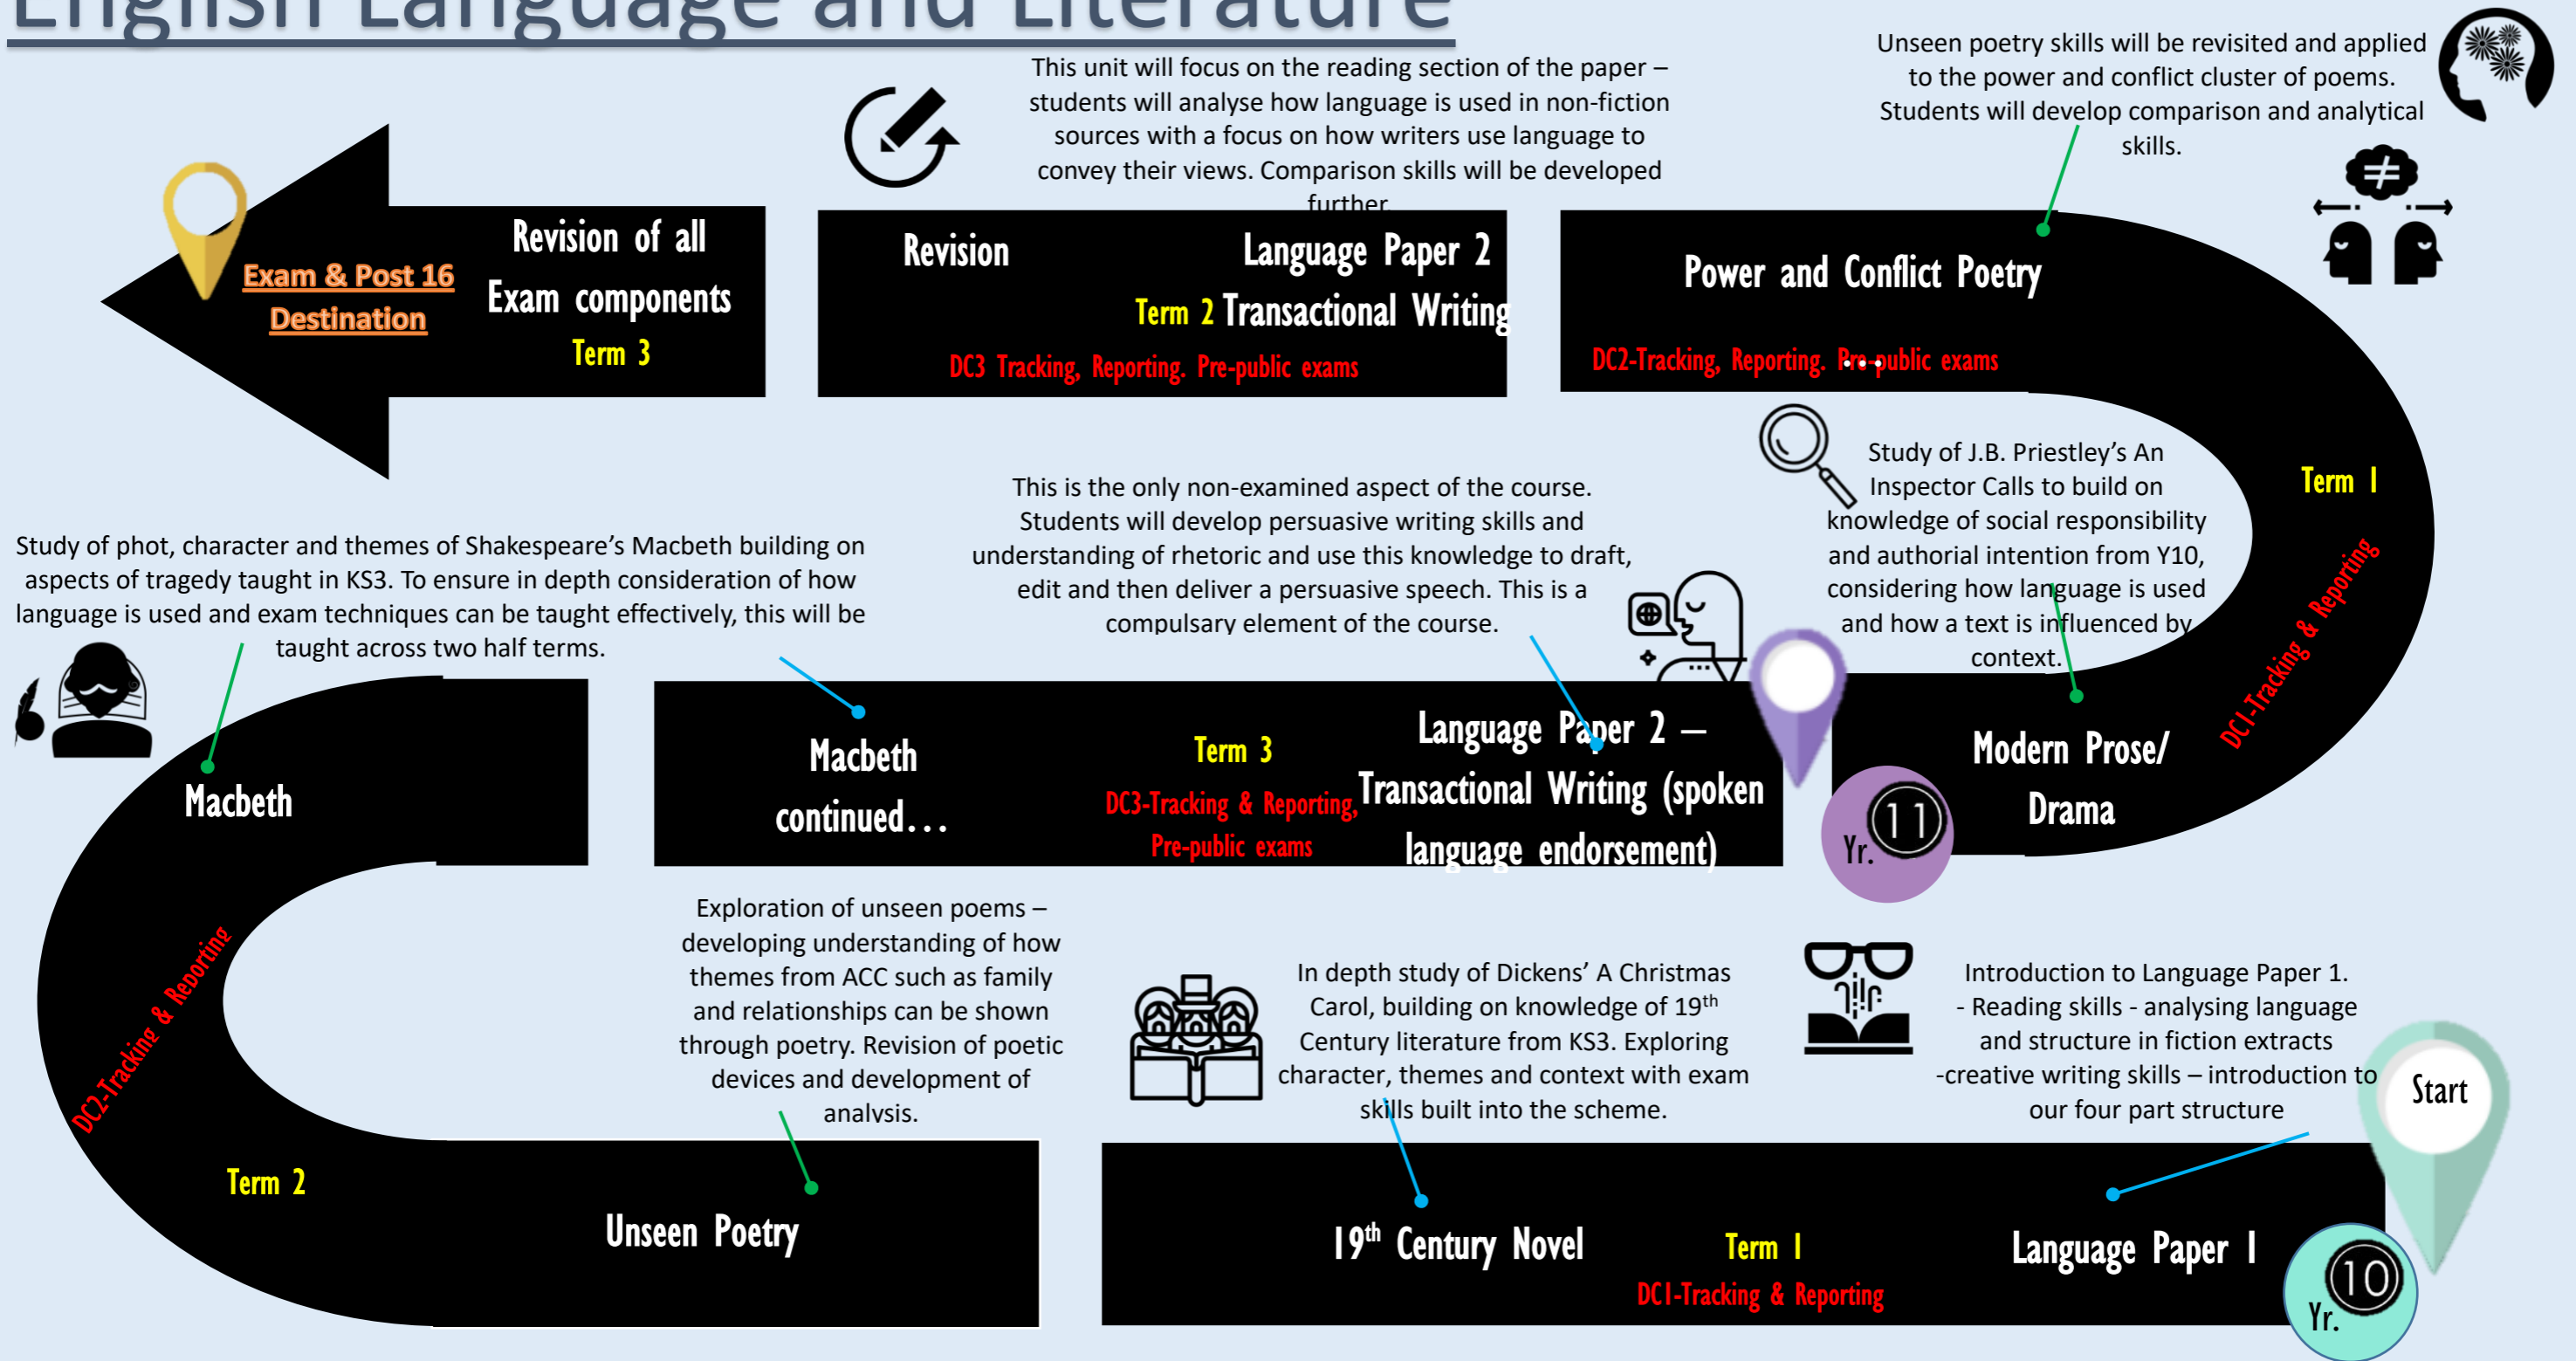 English Language and Literature
This unit will focus on the reading section of the paper –
students will analyse how language is used in non-fiction
sources with a focus on how writers use language to
convey their views. Comparison skills will be developed
further.
Unseen poetry skills will be revisited and applied
to the power and conflict cluster of poems.
Students will develop comparison and analytical
skills.
Exam & Post 16
Destination
Revision of all
Exam components
Term 3
Revision
Language Paper 2
Term 2 Transactional Writing
DC3 Tracking, Reporting. Pre-public exams
Power and Conflict Poetry
DC2-Tracking, Reporting. Pre-public exams
...
Term 1
DC1-Tracking & Reporting
Study of J.B. Priestley's An
Inspector Calls to build on
knowledge of social responsibility
and authorial intention from Y10,
considering how language is used
and how a text is influenced by
context.
This is the only non-examined aspect of the course.
Students will develop persuasive writing skills and
understanding of rhetoric and use this knowledge to draft,
edit and then deliver a persuasive speech. This is a
compulsary element of the course.
Study of phot, character and themes of Shakespeare's Macbeth building on
aspects of tragedy taught in KS3. To ensure in depth consideration of how
language is used and exam techniques can be taught effectively, this will be
taught across two half terms.
Macbeth
Macbeth
continued...
Term 3
DC3-Tracking & Reporting,
Pre-public exams
Language Paper 2 –
Transactional Writing (spoken
language endorsement)
Yr. 11
Modern Prose/
Drama
DC2-Tracking & Reporting
Term 2
Exploration of unseen poems –
developing understanding of how
themes from ACC such as family
and relationships can be shown
through poetry. Revision of poetic
devices and development of
analysis.
In depth study of Dickens' A Christmas
Carol, building on knowledge of 19th
Century literature from KS3. Exploring
character, themes and context with exam
skills built into the scheme.
Introduction to Language Paper 1.
- Reading skills - analysing language
and structure in fiction extracts
-creative writing skills – introduction to
our four part structure
Start
Unseen Poetry
19th Century Novel
Term 1
DC1-Tracking & Reporting
Language Paper 1
Yr. 10